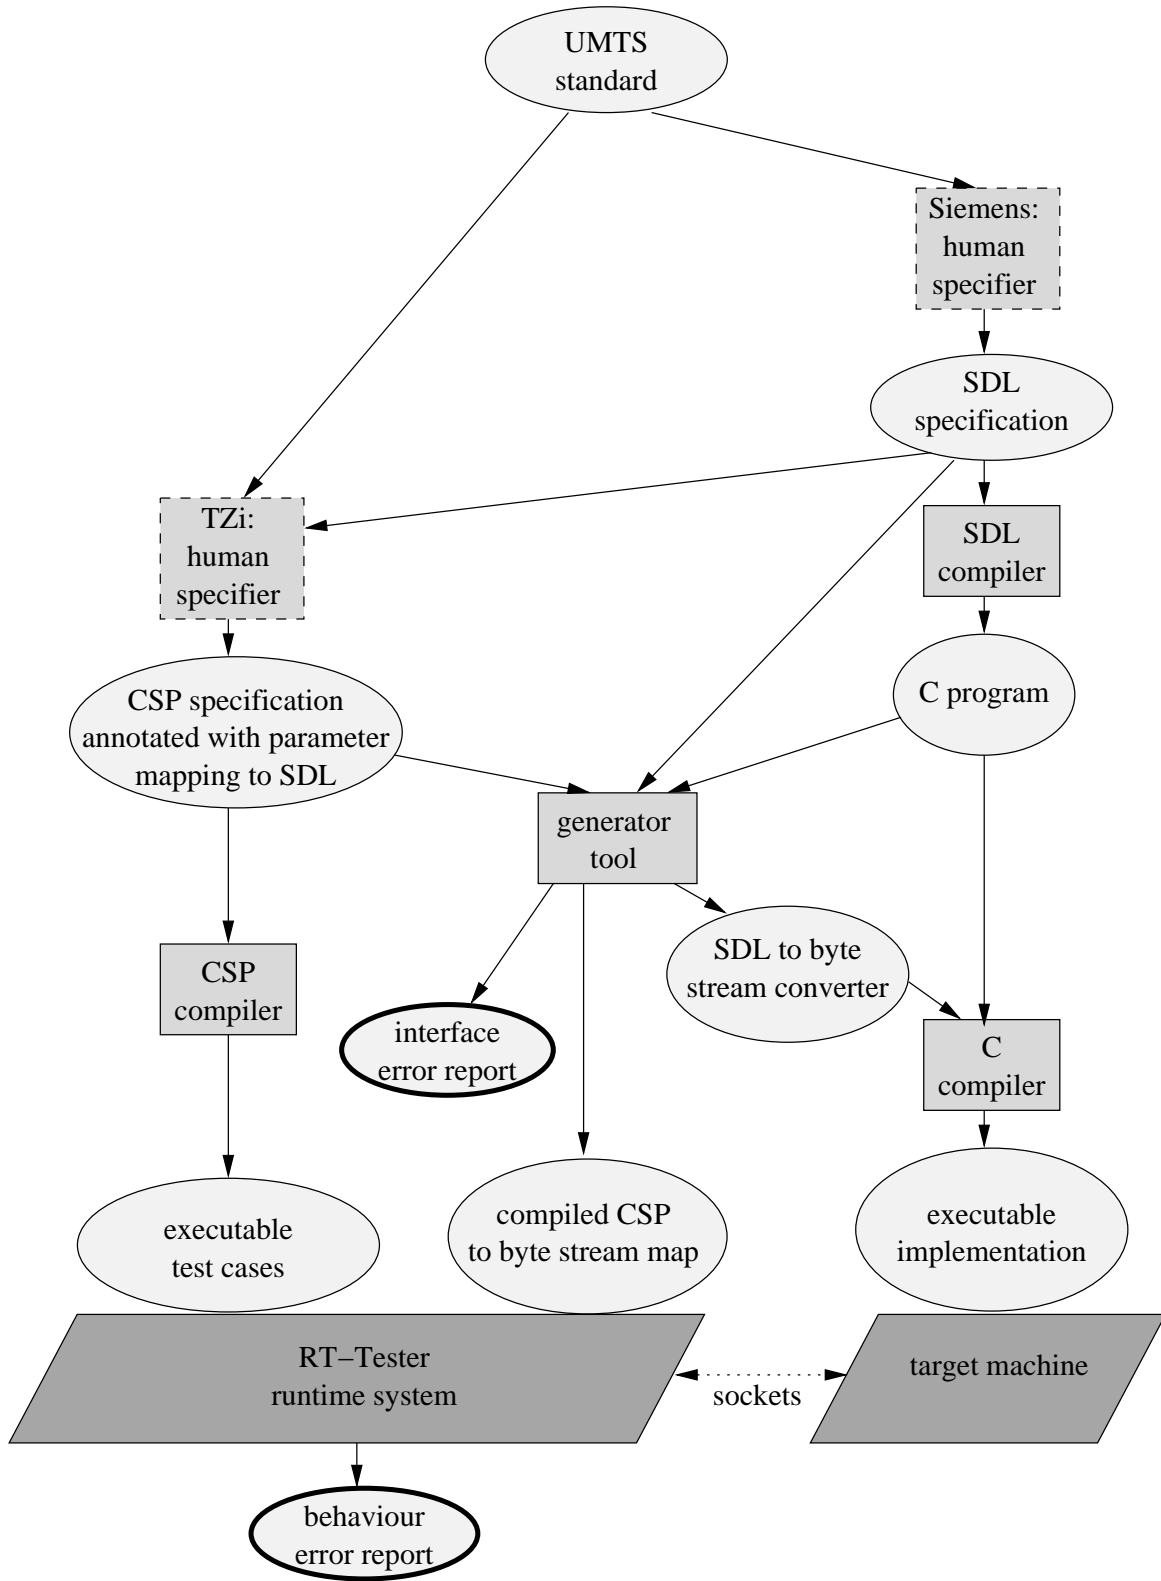 UMTS
standard
Siemens:
human
specifier
SDL
specification
TZi:
human
specifier
SDL
compiler
CSP specification
annotated with parameter
mapping to SDL
C program
generator
tool
CSP
compiler
SDL to byte
stream converter
interface
error report
C
compiler
executable
test cases
compiled CSP
to byte stream map
executable
implementation
RT−Tester
runtime system
sockets
target machine
behaviour
error report